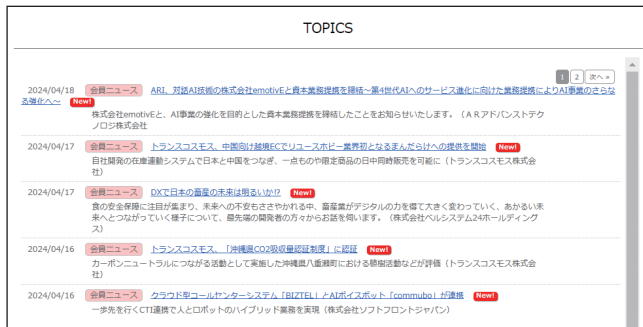 TOPICS
1 2 次へ »
2024/04/18 会員ニュース ARI、対話AI技術の株式会社emotivEと資本業務提携を締結~第4世代AIへのサービス進化に向けた業務提携によりAI事業のさらな
る強化へ~ New!
株式会社emotivEと、AI事業の強化を目的とした資本業務提携を締結したことをお知らせいたします。（ＡＲアドバンストテク
ノロジ株式会社
2024/04/17 会員ニュース トランスコスモス、中国向け越境ECでリユースホビー業界初となるまんだらけへの提供を開始 New!
自社開発の在庫連動システムで日本と中国をつなぎ、一点ものや限定商品の日中同時販売を可能に（トランスコスモス株式会
社）
2024/04/17 会員ニュース DXで日本の畜産の未来は明るいか!? New!
食の安全保障に注目が集まり、未来への不安もささやかれる中、畜産業がデジタルの力を得て大きく変わっていく、あかるい未
来へとつながっていく様子について、最先端の開発者の方々からお話を伺います。（株式会社ベルシステム24ホールディング
ス）
2024/04/16 会員ニュース トランスコスモス、「沖縄県CO2吸収量認証制度」に認証 New!
カーボンニュートラルにつながる活動として実施した沖縄県八重瀬町における植樹活動などが評価（トランスコスモス株式会
社）
2024/04/16 会員ニュース クラウド型コールセンターシステム「BIZTEL」とAIボイスボット「commubo」が連携 New!
一歩先を行くCTI連携で人とロボットのハイブリッド業務を実現（株式会社ソフトフロントジャパン）